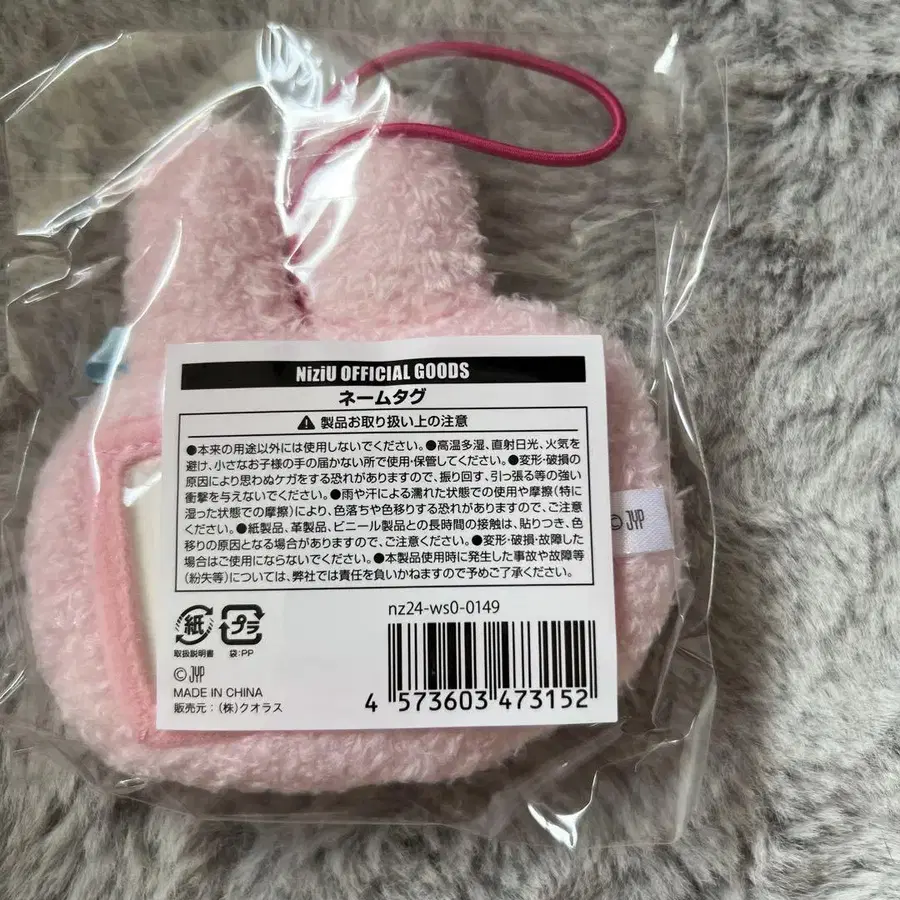 NiziU OFFICIAL GOODS
ネームタグ
⚠ 製品お取り扱い上の注意
●本来の用途以外には使用しないでください。●高温多湿、直射日光、火気を
避け、小さなお子様の手の届かない所で使用・保管してください。●変形・破損の
原因により思わぬケガをする恐れがありますので、振り回す、引っ張る等の強い
衝撃を与えないでください。●雨や汗による濡れた状態での使用や摩擦(特に
湿った状態での摩擦)により、色落ちや色移りする恐れがありますので、ご注意
ください。●紙製品、革製品、ビニール製品との長時間の接触は、貼りつき、色
移りの原因となる場合がありますので、ご注意ください。●変形・破損・故障した
場合はご使用にならないでください。●本製品使用時に発生した事故や故障等
(紛失等)については、弊社では責任を負いかねますので予めご了承ください。
nz24-ws0-0149
紙
プラ
取扱説明書
袋:PP
© JYP
MADE IN CHINA
販売元:(株)クオラス
4 573603 473152
© JYP